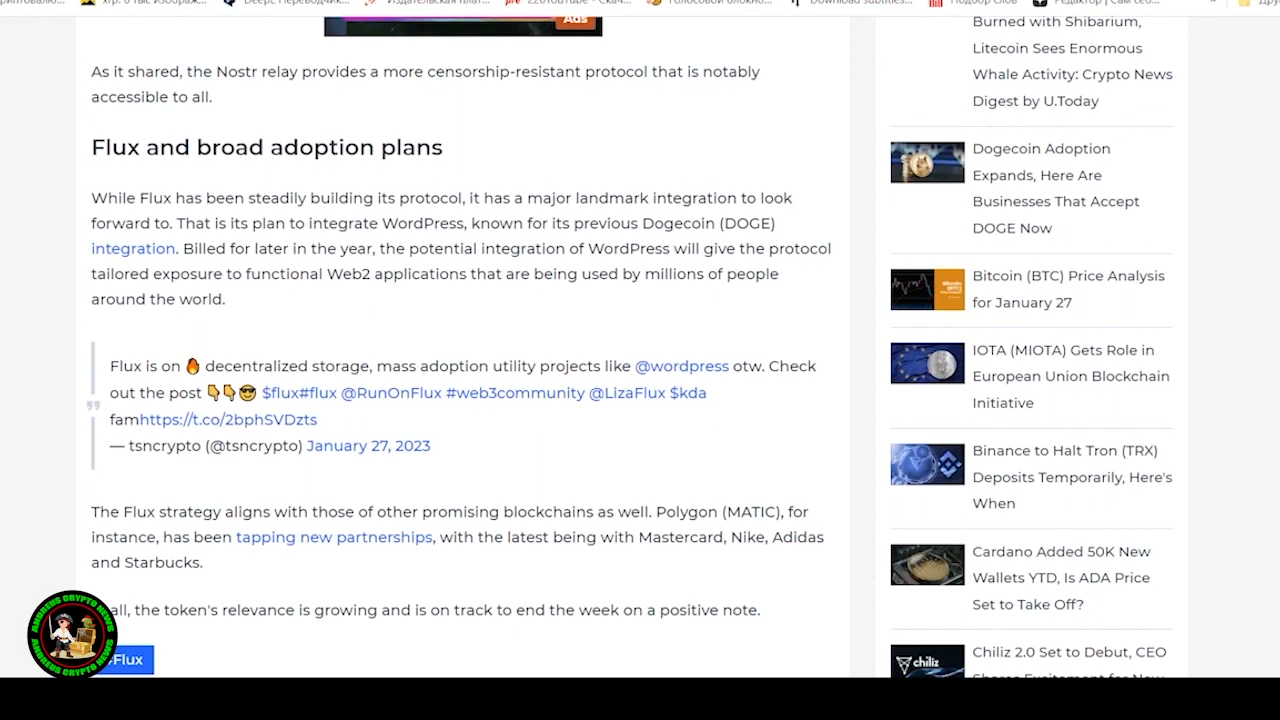 Ads
As it shared, the Nostr relay provides a more censorship-resistant protocol that is notably
accessible to all.
Flux and broad adoption plans
While Flux has been steadily building its protocol, it has a major landmark integration to look
forward to. That is its plan to integrate WordPress, known for its previous Dogecoin (DOGE)
integration. Billed for later in the year, the potential integration of WordPress will give the protocol
tailored exposure to functional Web2 applications that are being used by millions of people
around the world.
Flux is on 🔥 decentralized storage, mass adoption utility projects like @wordpress otw. Check
out the post 👇👇😎 $flux#flux @RunOnFlux #web3community @LizaFlux $kda
famhttps://t.co/2bphSVDzts
— tsncrypto (@tsncrypto) January 27, 2023
The Flux strategy aligns with those of other promising blockchains as well. Polygon (MATIC), for
instance, has been tapping new partnerships, with the latest being with Mastercard, Nike, Adidas
and Starbucks.
all, the token's relevance is growing and is on track to end the week on a positive note.
Flux
ANDREUS CRYPTO NEWS
ANDREUS CRYPTO NEWS
Burned with Shibarium,
Litecoin Sees Enormous
Whale Activity: Crypto News
Digest by U.Today
Dogecoin Adoption
Expands, Here Are
Businesses That Accept
DOGE Now
Bitcoin (BTC) Price Analysis
for January 27
IOTA (MIOTA) Gets Role in
European Union Blockchain
Initiative
Binance to Halt Tron (TRX)
Deposits Temporarily, Here's
When
Cardano Added 50K New
Wallets YTD, Is ADA Price
Set to Take Off?
chiliz
Chiliz 2.0 Set to Debut, CEO